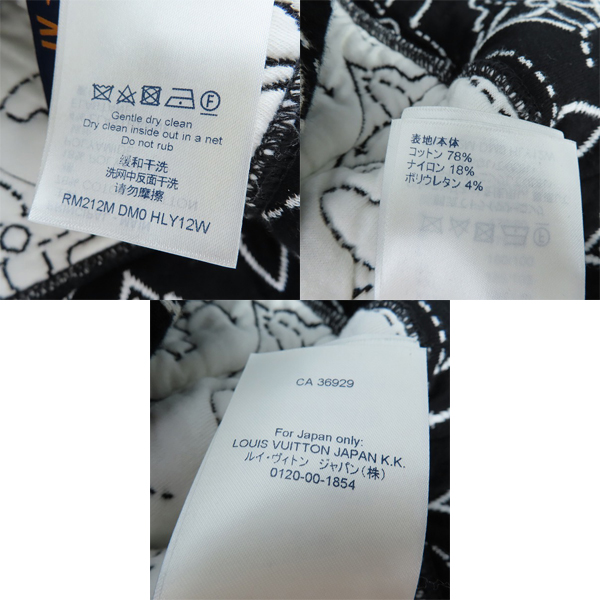 Gentle dry clean
Dry clean inside out in a net
Do not rub
缓和干洗
洗网中反面干洗
请勿摩擦
RM212M DM0 HLY12W
表地/本体
コットン 78%
ナイロン 18%
ポリウレタン 4%
CA 36929
For Japan only:
LOUIS VUITTON JAPAN K.K.
ルイ・ヴィトン ジャパン(株)
0120-00-1854